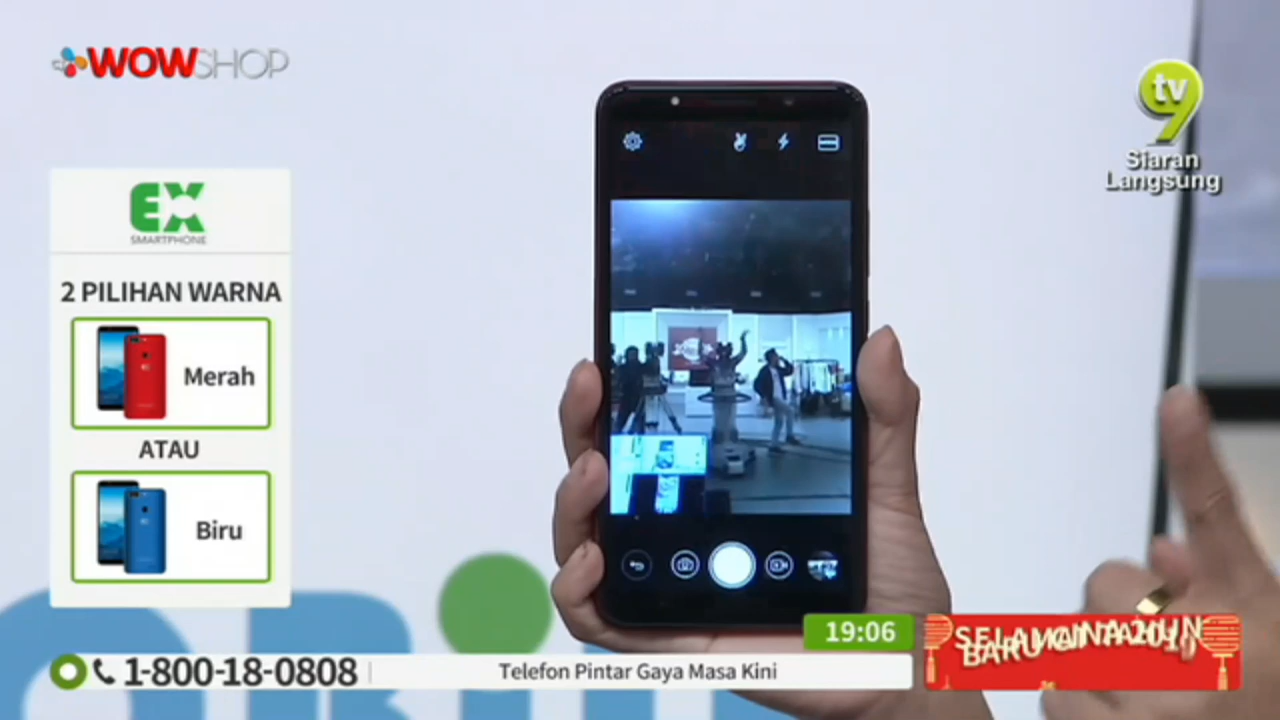 WOWSHOP
tv9
Siaran
Langsung
EX
SMARTPHONE
2 PILIHAN WARNA
Merah
ATAU
Biru
19:06
1-800-18-0808
Telefon Pintar Gaya Masa Kini